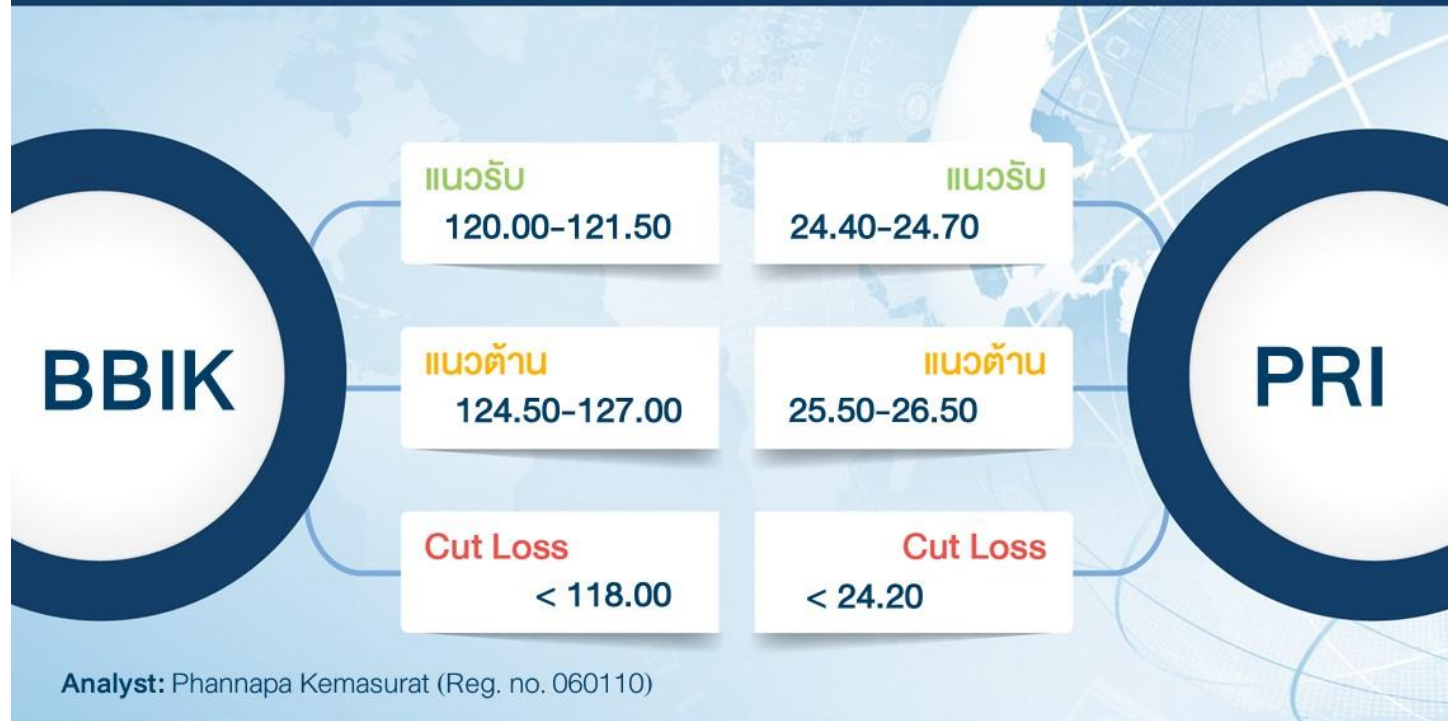 BBIK
แนวรับ
120.00-121.50
แนวต้าน
124.50-127.00
Cut Loss
< 118.00
แนวรับ
24.40-24.70
แนวต้าน
25.50-26.50
Cut Loss
< 24.20
PRI
Analyst: Phannapa Kemasurat (Reg. no. 060110)